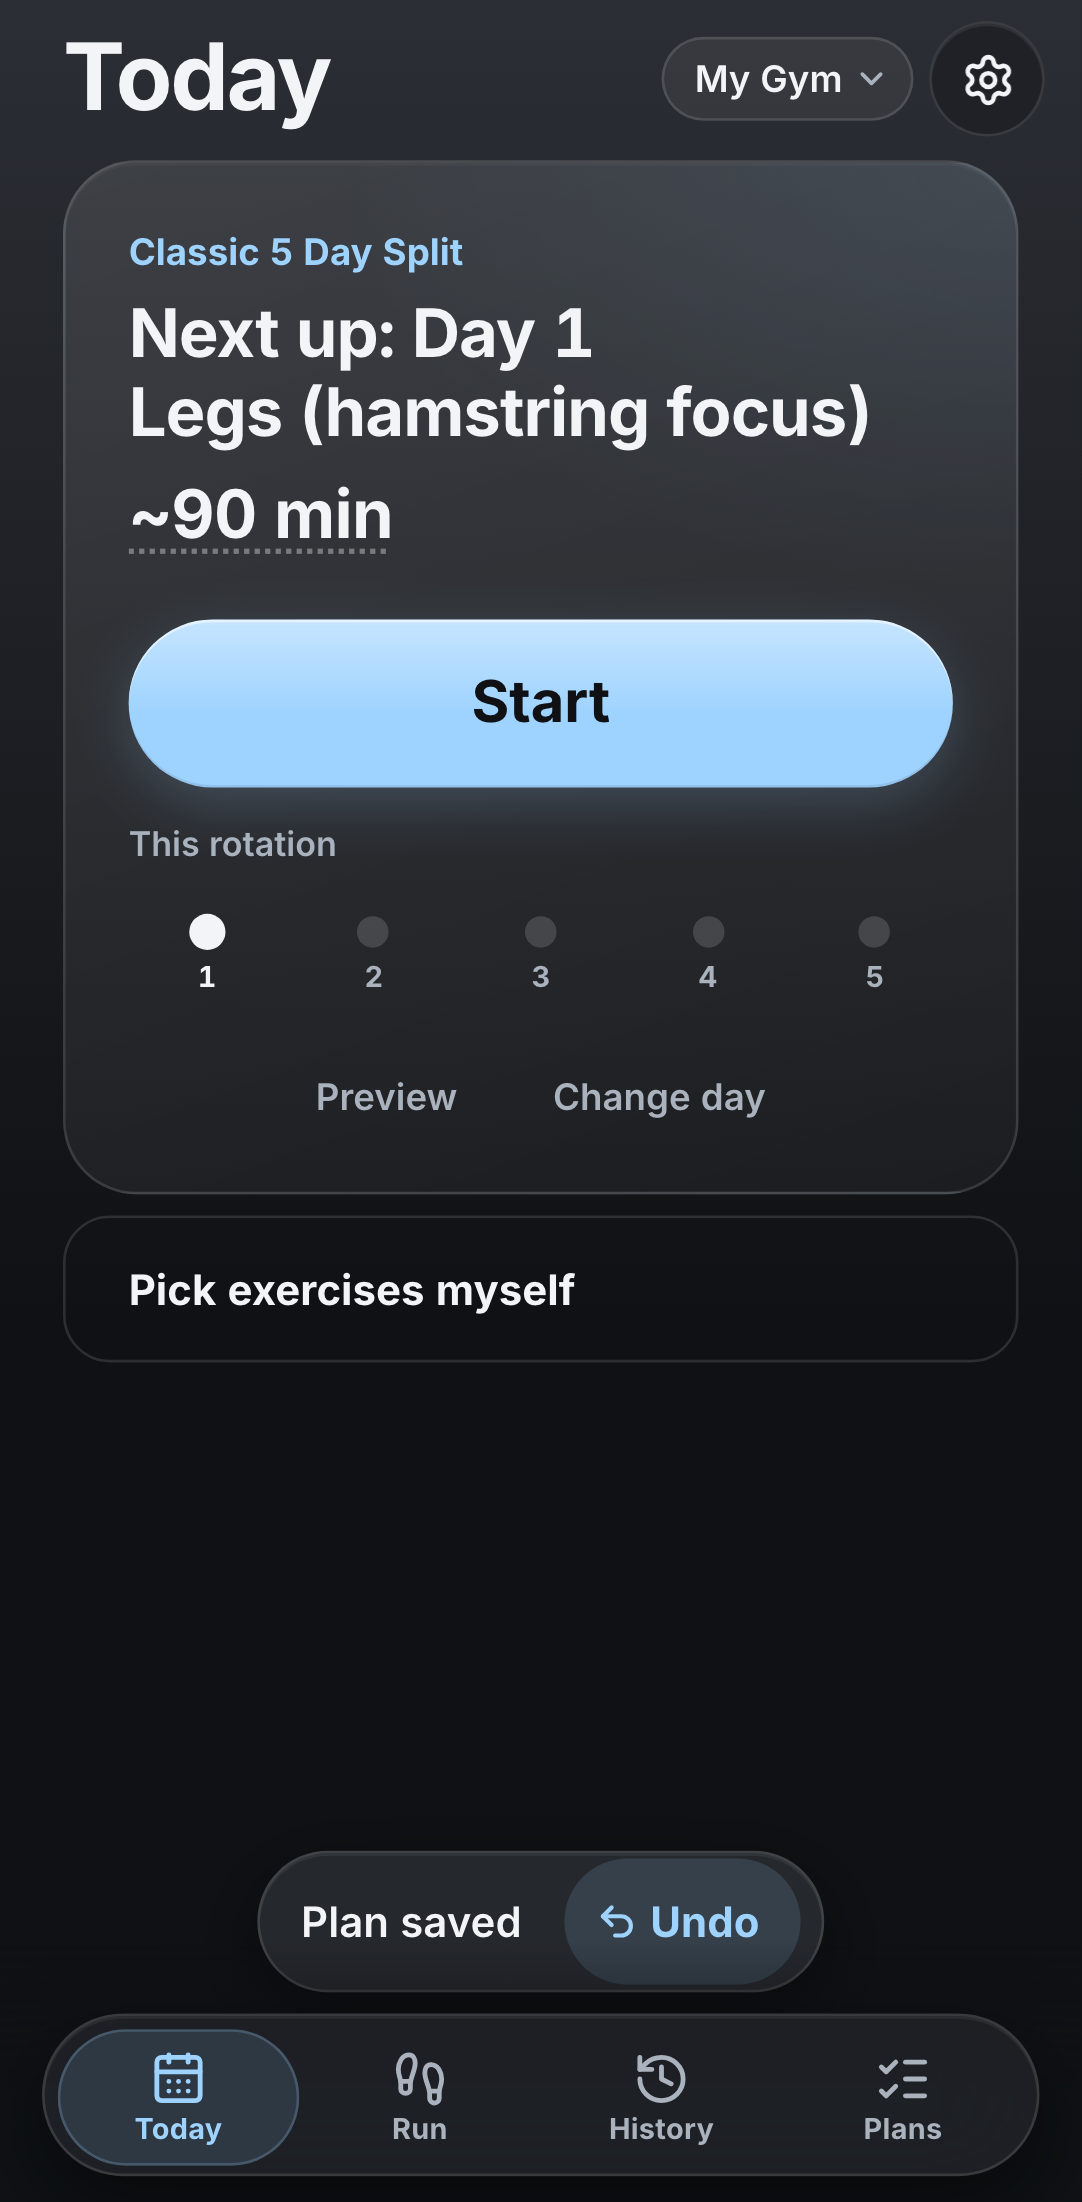 Today
My Gym
Classic 5 Day Split
Next up: Day 1
Legs (hamstring focus)
~90 min
Start
This rotation
1 2 3 4 5
Preview Change day
Pick exercises myself
Plan saved Undo
Today Run History Plans